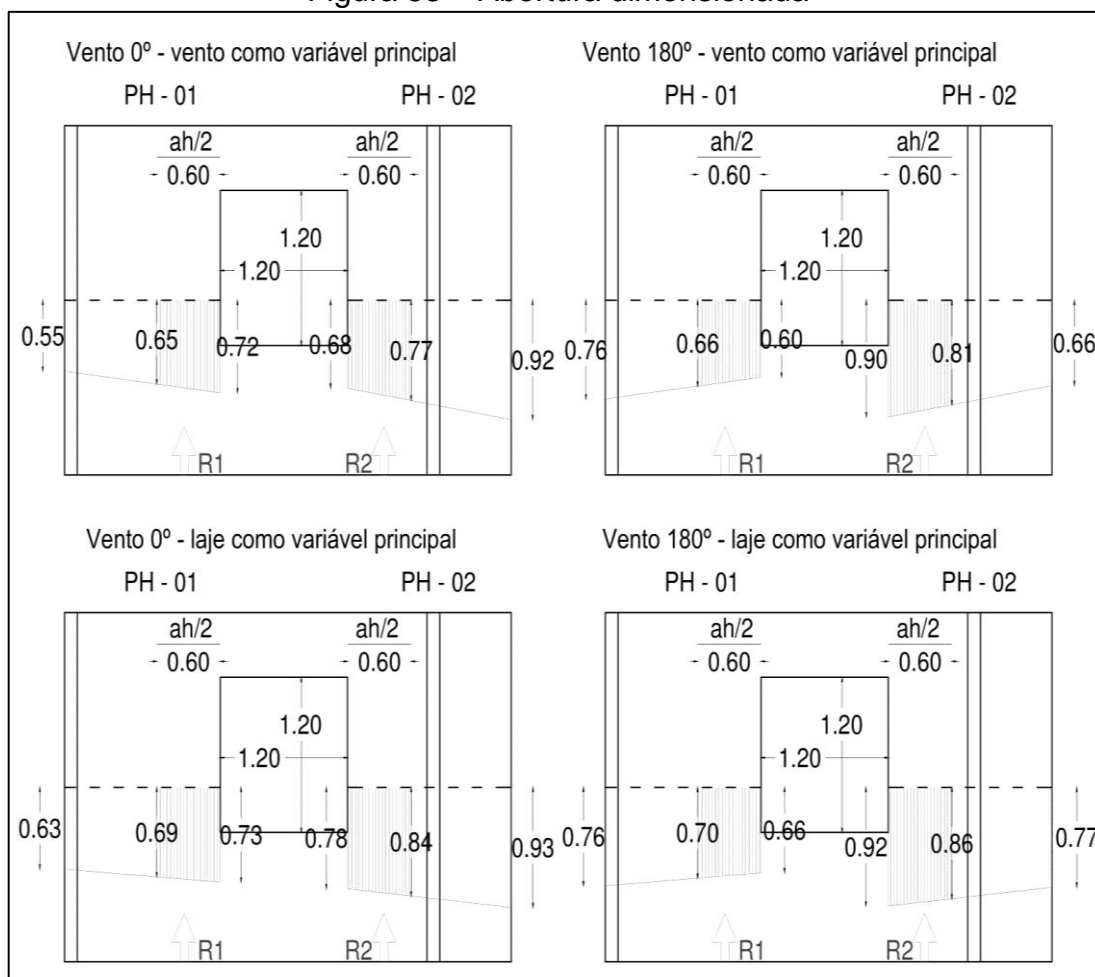 Vento 0º - vento como variável principal
PH - 01 PH - 02
ah/2 ah/2
0.60 0.60
1.20
1.20
0.55 0.65 0.72 0.68 0.77 0.92
R1 R2
Vento 180º - vento como variável principal
PH - 01 PH - 02
ah/2 ah/2
0.60 0.60
1.20
1.20
0.76 0.66 0.60 0.90 0.81 0.66
R1 R2
Vento 0º - laje como variável principal
PH - 01 PH - 02
ah/2 ah/2
0.60 0.60
1.20
1.20
0.63 0.69 0.73 0.78 0.84 0.93
R1 R2
Vento 180º - laje como variável principal
PH - 01 PH - 02
ah/2 ah/2
0.60 0.60
1.20
1.20
0.76 0.70 0.66 0.92 0.86 0.77
R1 R2